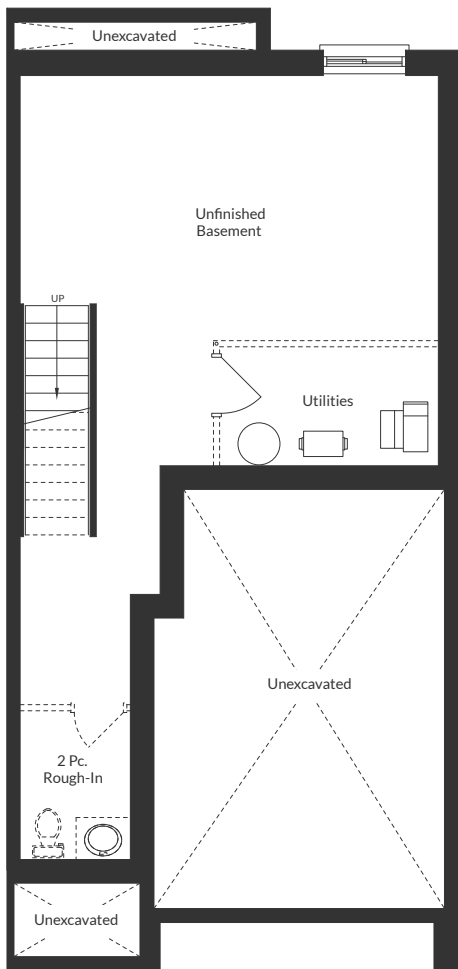 Unexcavated
Unfinished
Basement
UP
Utilities
Unexcavated
2 Pc.
Rough-In
Unexcavated